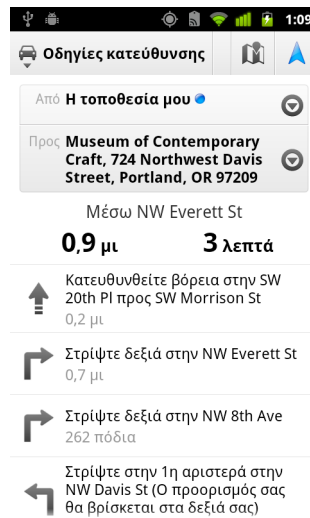 1:09
Οδηγίες κατεύθυνσης
Από Η τοποθεσία μου
Προς Museum of Contemporary
Craft, 724 Northwest Davis
Street, Portland, OR 97209
Μέσω NW Everett St
0,9 μι 3 λεπτά
Κατευθυνθείτε βόρεια στην SW
20th Pl προς SW Morrison St
0,2 μι
Στρίψτε δεξιά στην NW Everett St
0,7 μι
Στρίψτε δεξιά στην NW 8th Ave
262 πόδια
Στρίψτε στην 1η αριστερά στην
NW Davis St (Ο προορισμός σας
θα βρίσκεται στα δεξιά σας)